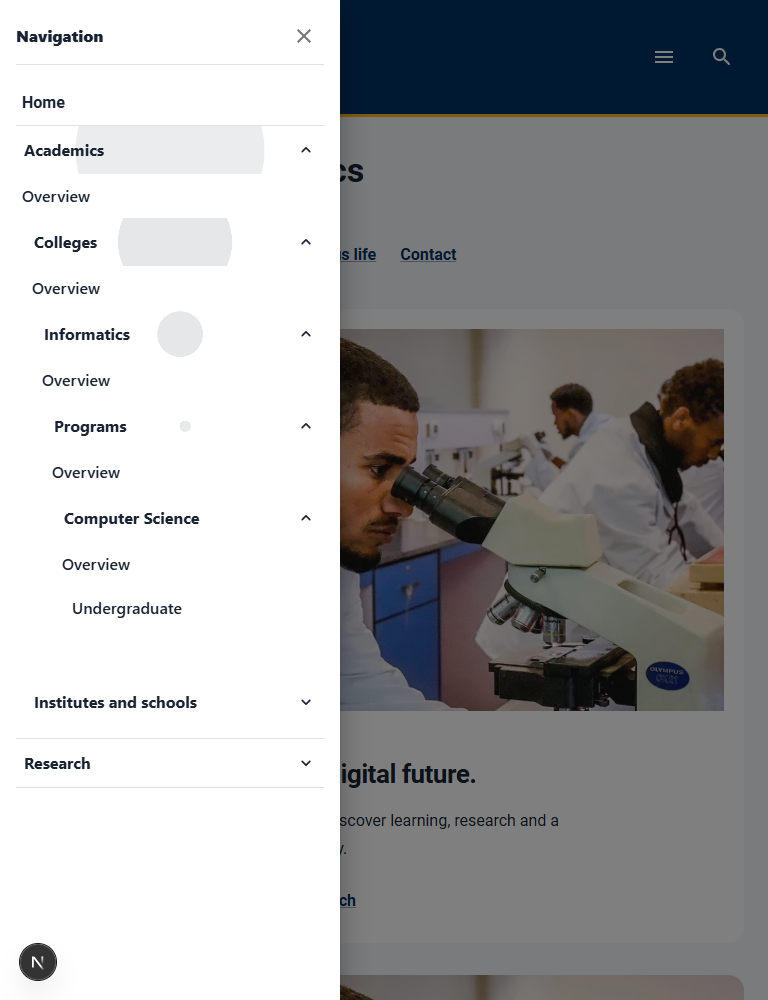 Navigation
Home
Academics
Overview
Colleges
Overview
Informatics
Overview
Programs
Overview
Computer Science
Overview
Undergraduate
Institutes and schools
Research
N
cs
s life
Contact
OLYMPUS
igital future.
scover learning, research and a
y.
ch